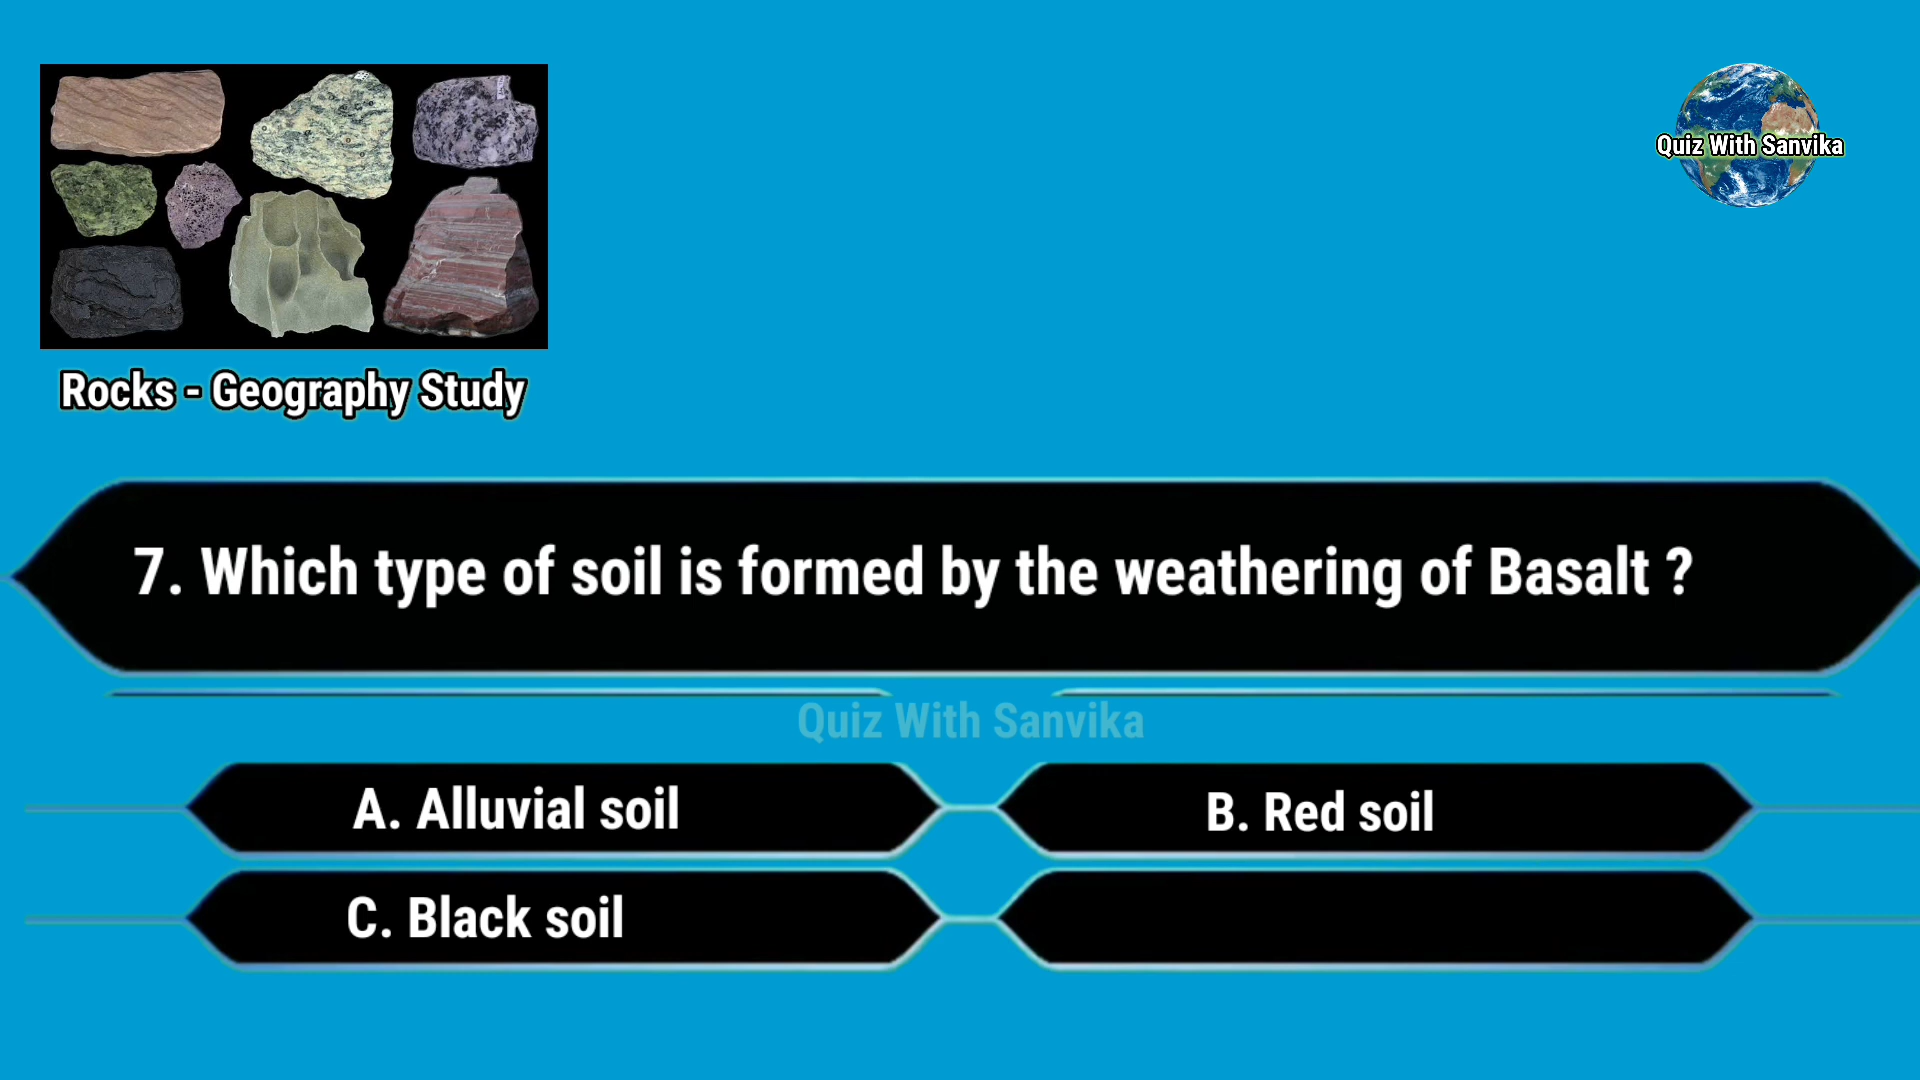 Quiz With Sanvika
Rocks - Geography Study
7. Which type of soil is formed by the weathering of Basalt ?
Quiz With Sanvika
A. Alluvial soil
B. Red soil
C. Black soil